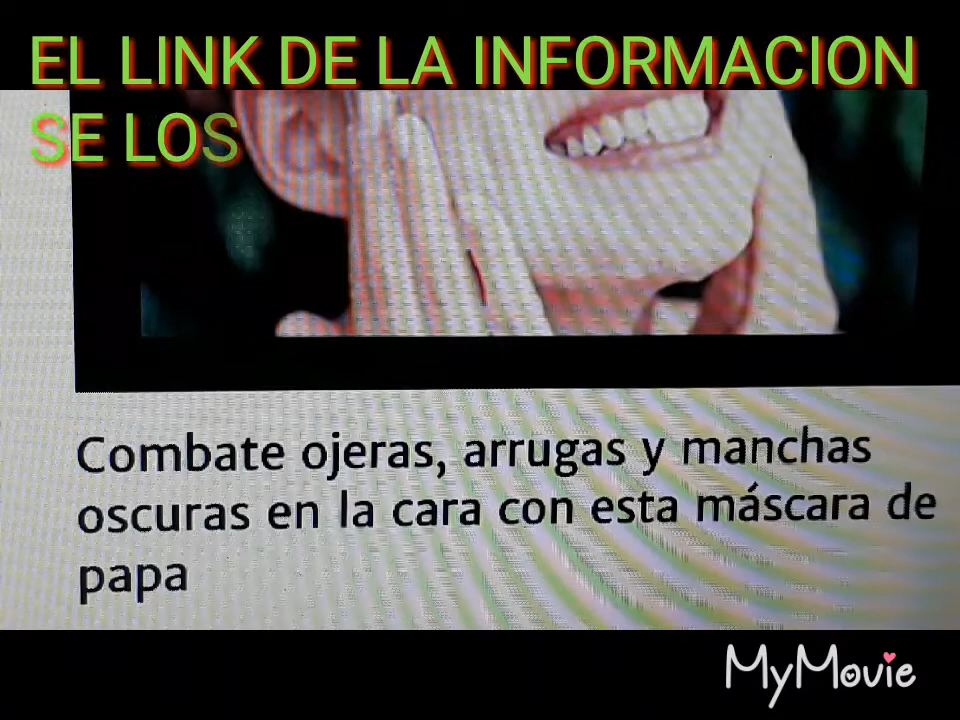 EL LINK DE LA INFORMACION
SE LOS
Combate ojeras, arrugas y manchas
oscuras en la cara con esta máscara de
papa
MyMovie